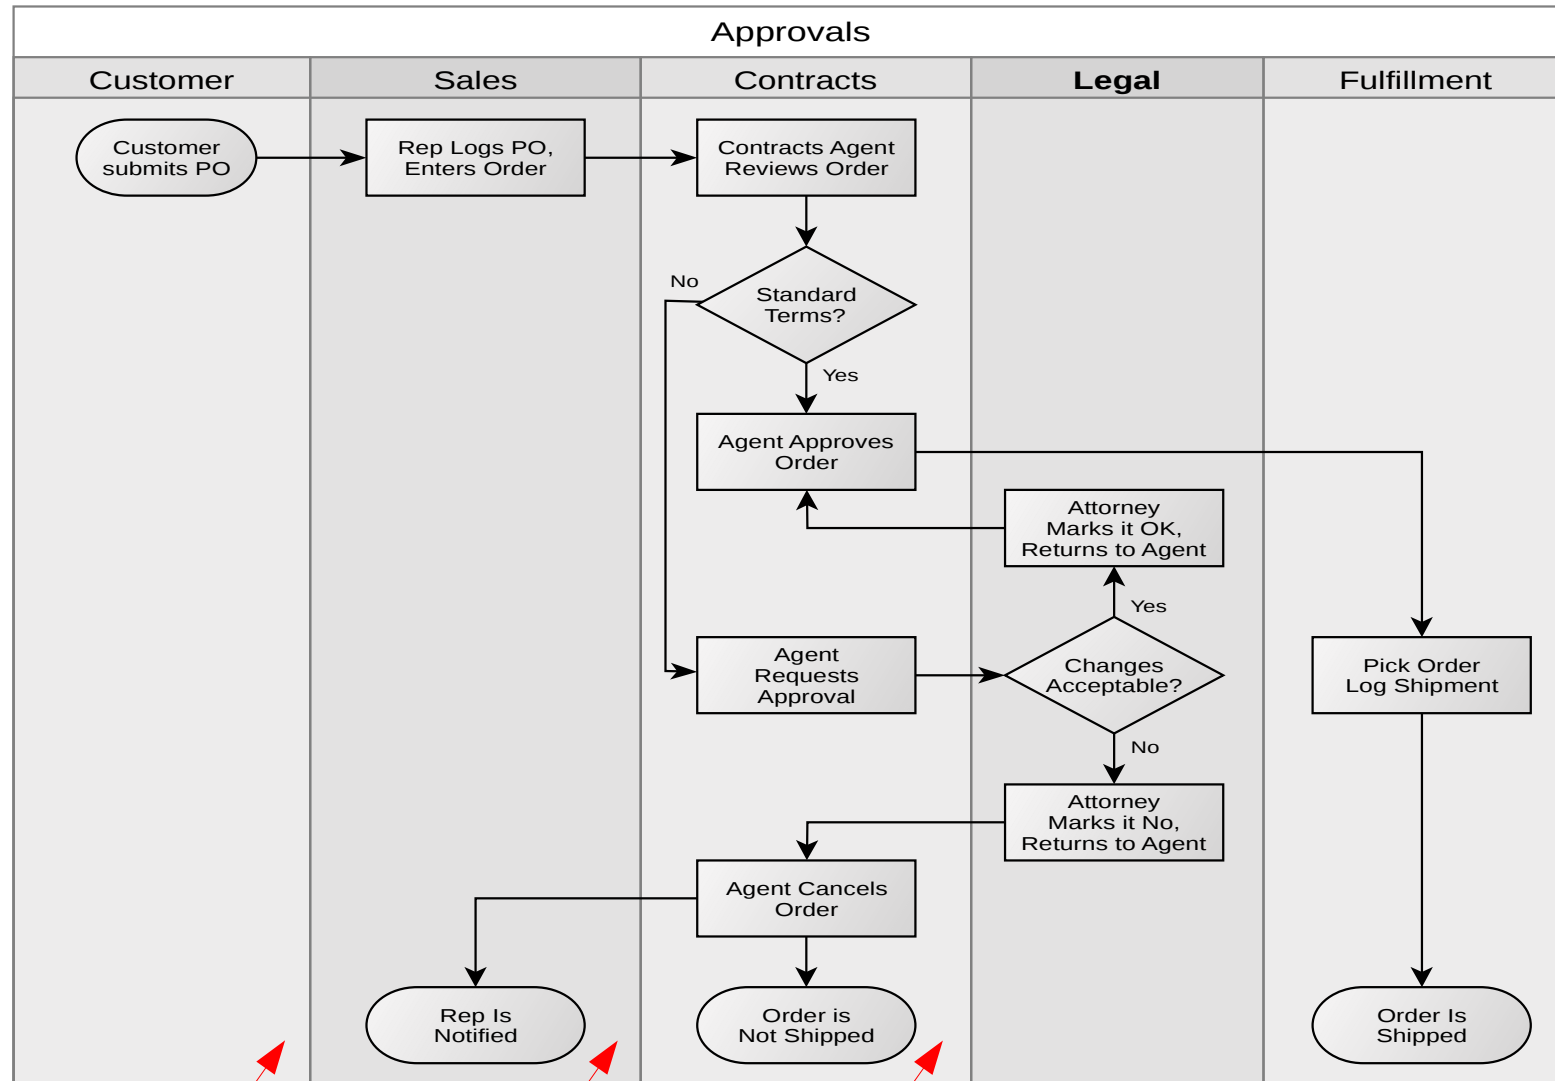 Approvals
Customer
Sales
Contracts
Legal
Fulfillment
Customer
submits PO
Rep Logs PO,
Enters Order
Contracts Agent
Reviews Order
No
Standard
Terms?
Yes
Agent Approves
Order
Attorney
Marks it OK,
Returns to Agent
Yes
Agent
Requests
Approval
Changes
Acceptable?
Pick Order
Log Shipment
No
Attorney
Marks it No,
Returns to Agent
Agent Cancels
Order
Rep Is
Notified
Order is
Not Shipped
Order Is
Shipped